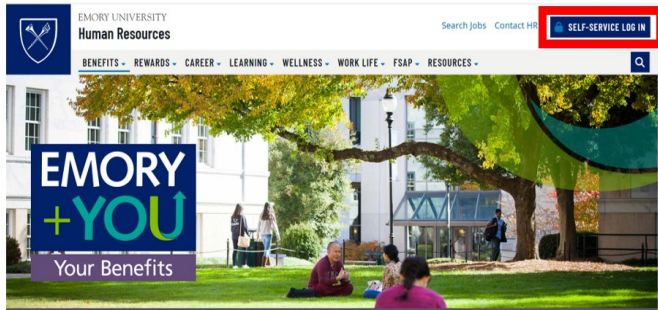 EMORY UNIVERSITY
Human Resources
Search Jobs Contact HR
SELF-SERVICE LOG IN
BENEFITS REWARDS CAREER LEARNING WELLNESS WORK LIFE FSAP RESOURCES
EMORY
+YOU
Your Benefits